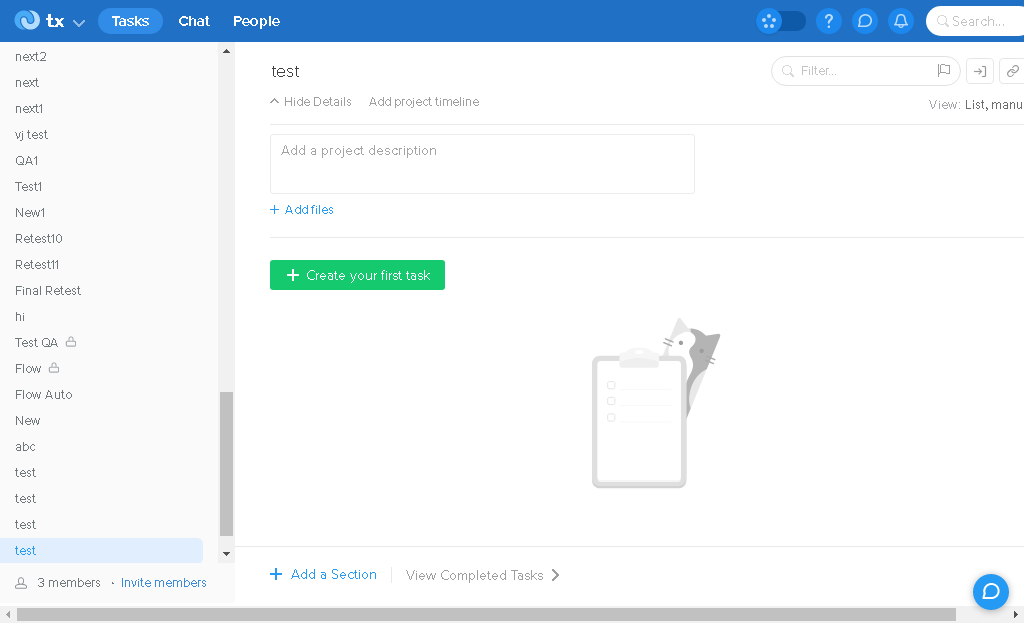 tx
Tasks
Chat
People
?
Search...
next2
next
next1
vj test
QA1
Test1
New1
Retest10
Retest11
Final Retest
hi
Test QA
Flow
Flow Auto
New
abc
test
test
test
test
3 members · Invite members
test
Filter...
Hide Details
Add project timeline
View: List, manu
Add a project description
+ Add files
+ Create your first task
+ Add a Section
View Completed Tasks